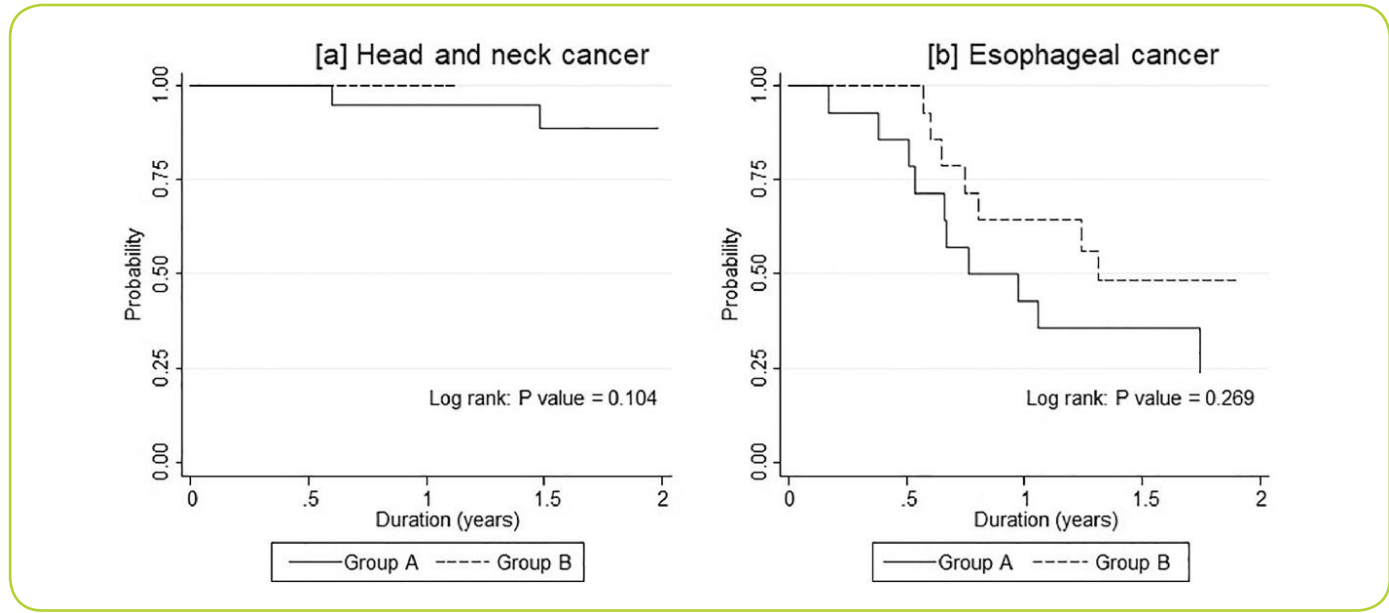 [a] Head and neck cancer
Probability
1.00
0.75
0.50
0.25
0.00
Log rank: P value = 0.104
0 .5 1 1.5 2
Duration (years)
Group A Group B
[b] Esophageal cancer
Probability
1.00
0.75
0.50
0.25
0.00
Log rank: P value = 0.269
0 .5 1 1.5 2
Duration (years)
Group A Group B